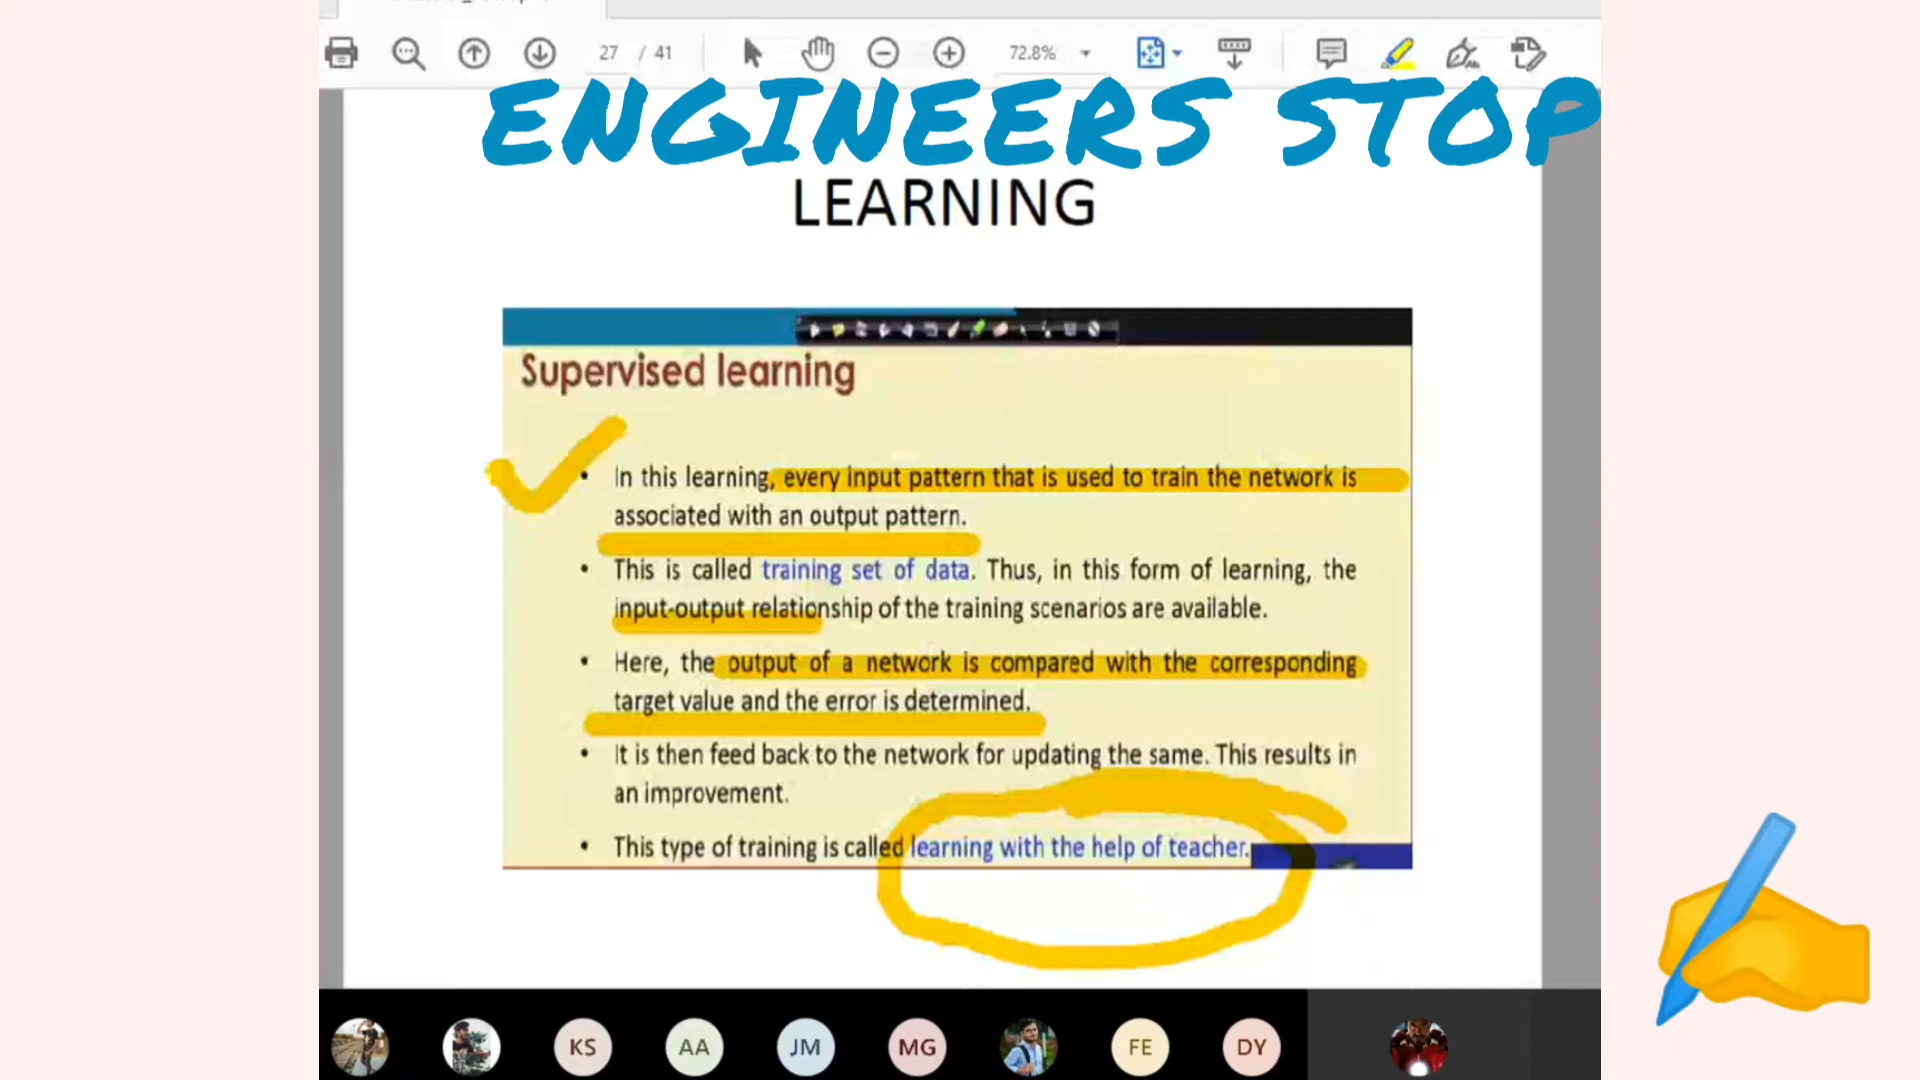 27 / 41
72.8%
ENGINEERS STOP
LEARNING
Supervised learning
• In this learning, every input pattern that is used to train the network is
associated with an output pattern.
• This is called training set of data. Thus, in this form of learning, the
input-output relationship of the training scenarios are available.
• Here, the output of a network is compared with the corresponding
target value and the error is determined.
• It is then feed back to the network for updating the same. This results in
an improvement.
• This type of training is called learning with the help of teacher.
KS AA JM MG FE DY